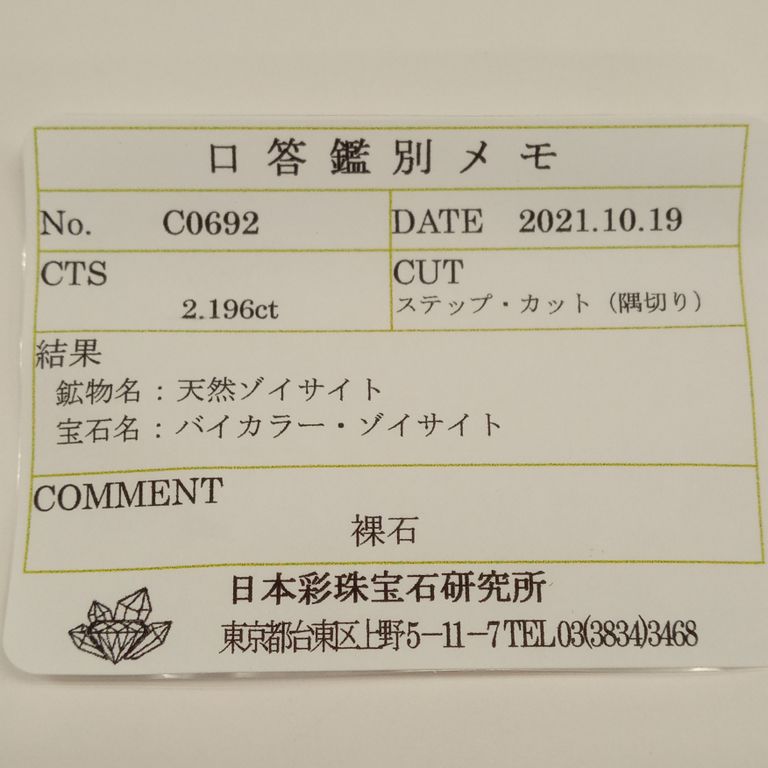 口答鑑別メモ
No. C0692 DATE 2021.10.19
CTS CUT
2.196ct ステップ・カット（隅切り）
結果
鉱物名：天然ゾイサイト
宝石名：バイカラー・ゾイサイト
COMMENT
裸石
日本彩珠宝石研究所
東京都台東区上野5－11－7 TEL 03(3834)3468